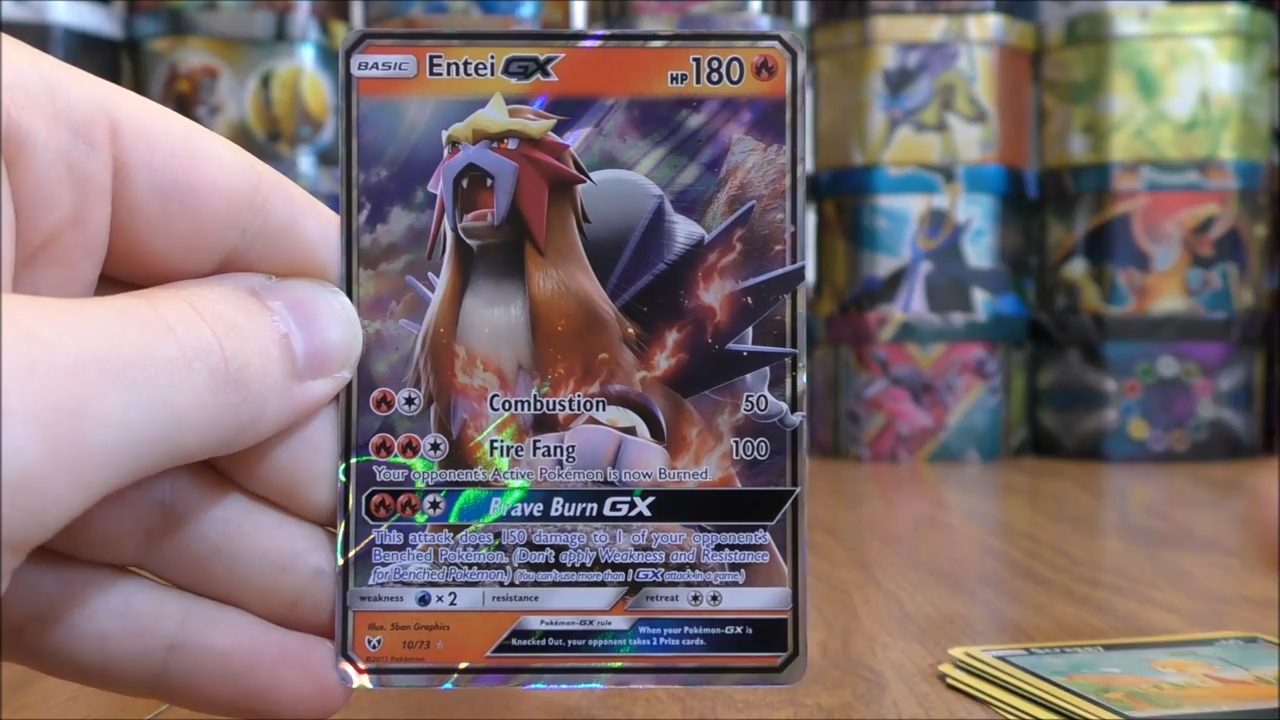 BASIC Entei GX HP 180
Combustion 50
Fire Fang 100
Your opponent's Active Pokémon is now Burned.
Brave Burn GX
This attack does 150 damage to 1 of your opponent's
Benched Pokémon. (Don't apply Weakness and Resistance
for Benched Pokémon.) (You can't use more than 1 GX attack in a game.)
weakness ×2 resistance retreat
Illus. 5ban Graphics
Pokémon-GX rule
When your Pokémon-GX is
Knocked Out, your opponent takes 2 Prize cards.
10/73
©2017 Pokémon